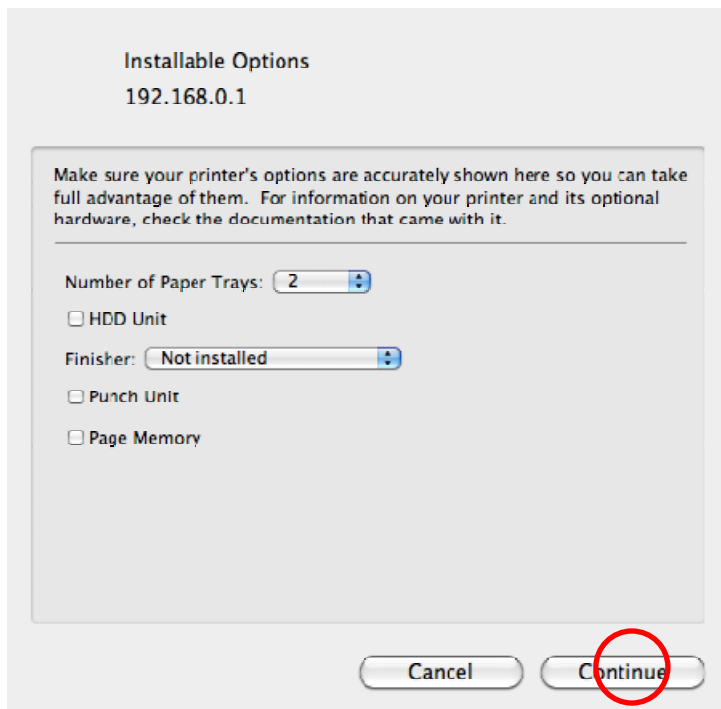 Installable Options
192.168.0.1
Make sure your printer's options are accurately shown here so you can take
full advantage of them. For information on your printer and its optional
hardware, check the documentation that came with it.
Number of Paper Trays: 2
HDD Unit
Finisher: Not installed
Punch Unit
Page Memory
Cancel Continue